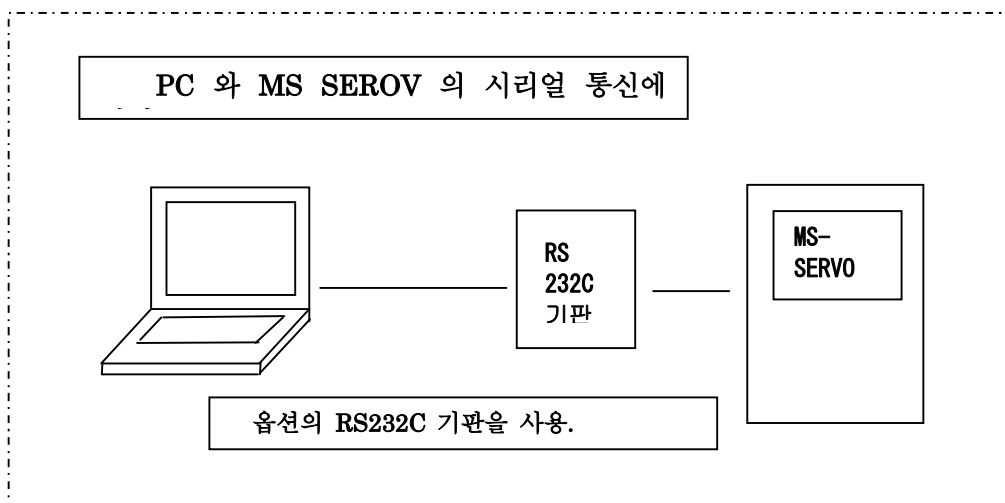 PC 와 MS SEROV 의 시리얼 통신에
RS
232C
기판
MS-
SERVO
옵션의 RS232C 기판을 사용.